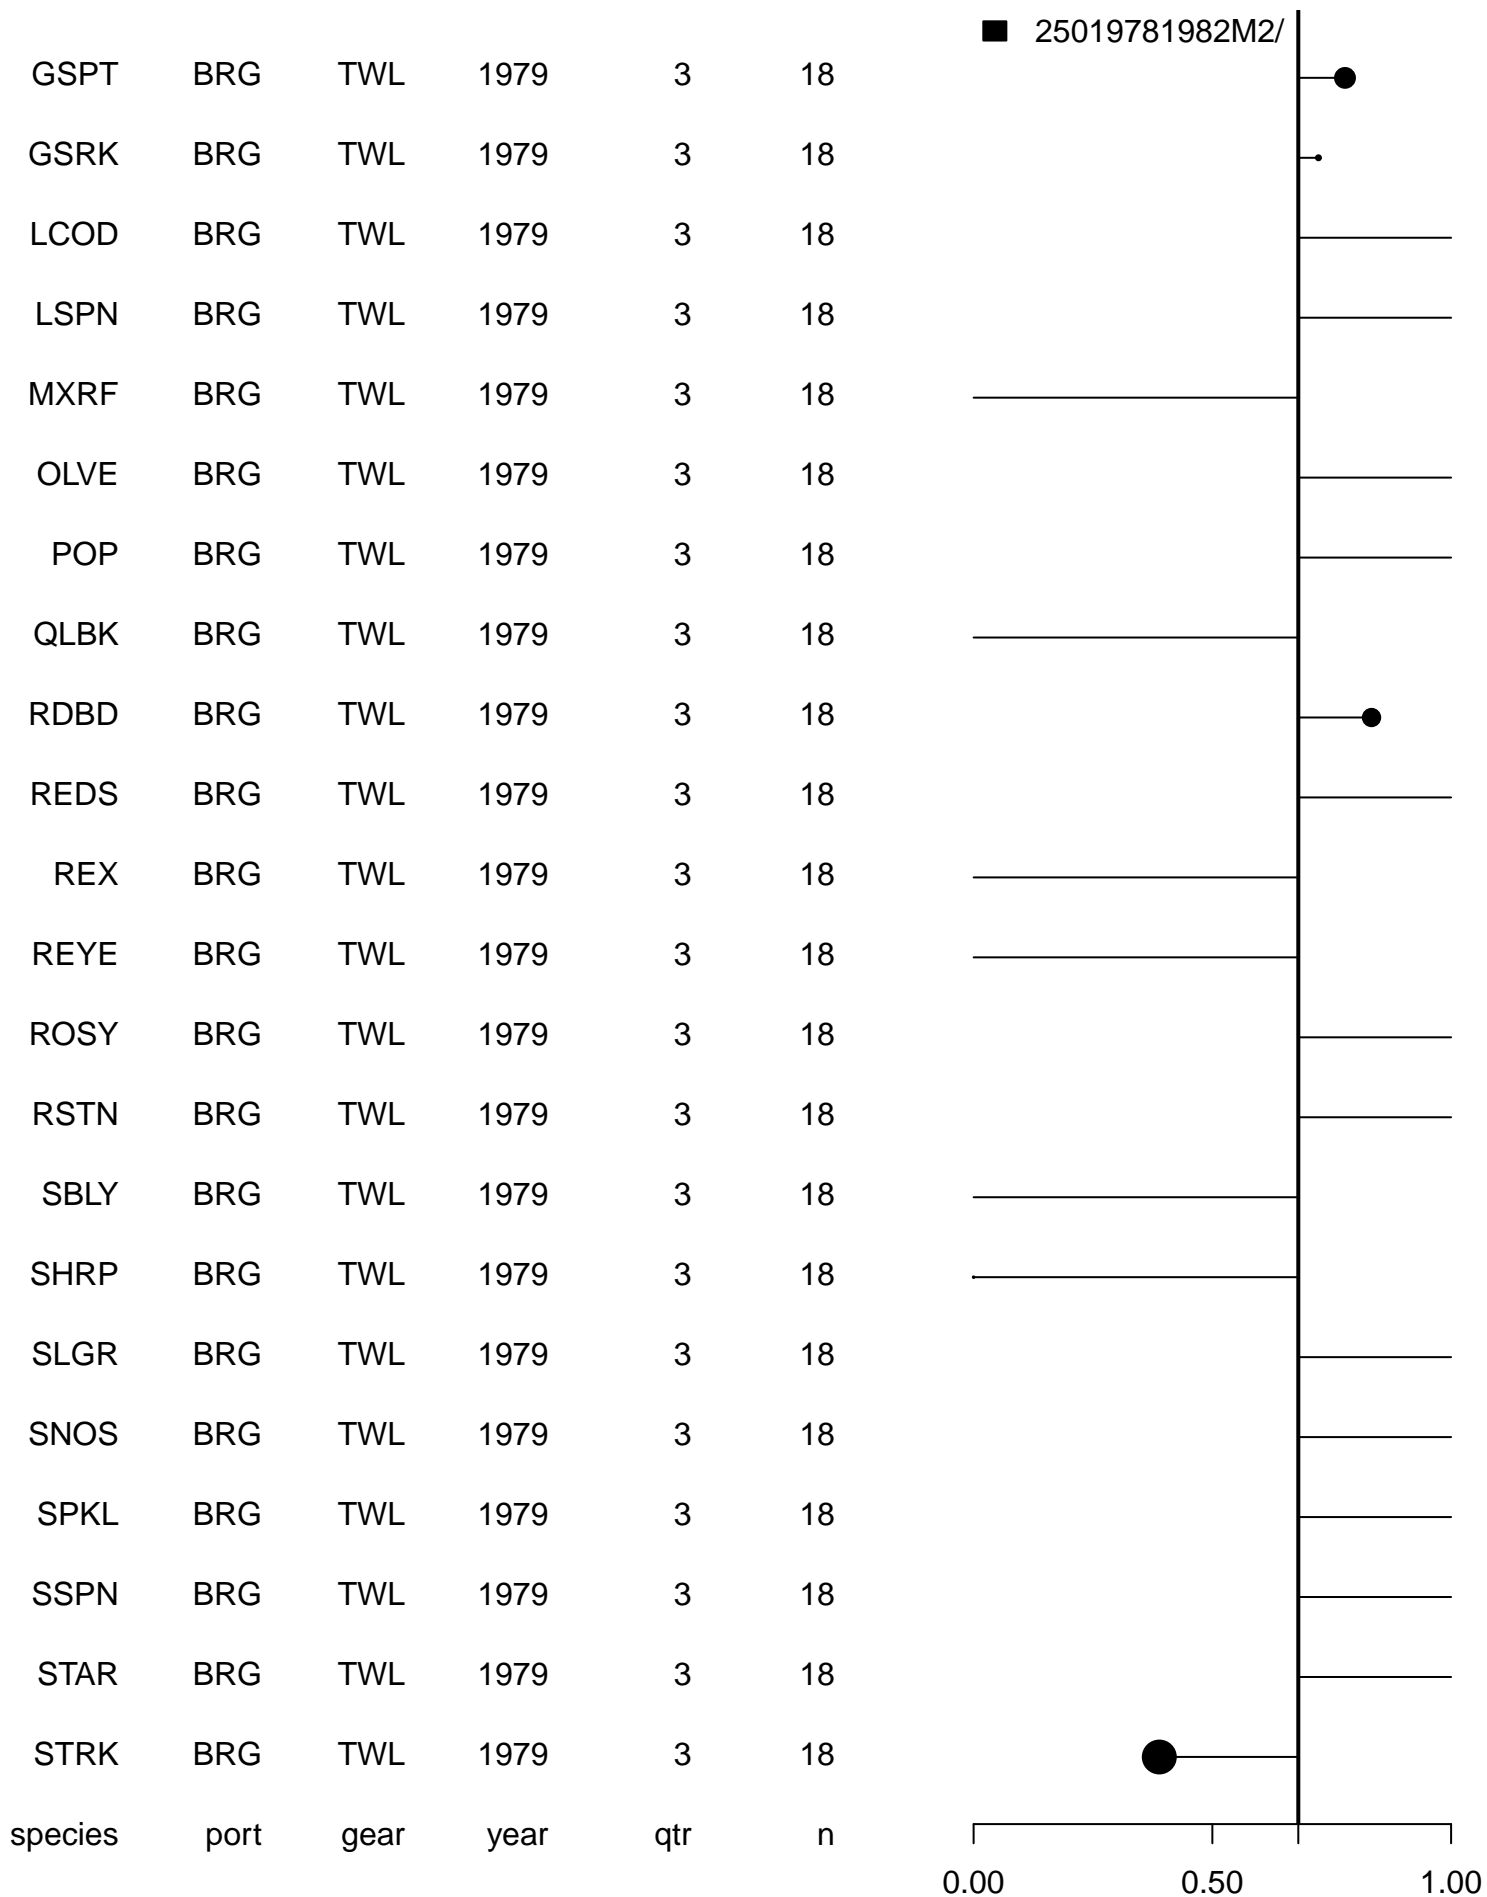 25019781982M2/
GSPT BRG TWL 1979 3 18
GSRK BRG TWL 1979 3 18
LCOD BRG TWL 1979 3 18
LSPN BRG TWL 1979 3 18
MXRF BRG TWL 1979 3 18
OLVE BRG TWL 1979 3 18
POP BRG TWL 1979 3 18
QLBK BRG TWL 1979 3 18
RDBD BRG TWL 1979 3 18
REDS BRG TWL 1979 3 18
REX BRG TWL 1979 3 18
REYE BRG TWL 1979 3 18
ROSY BRG TWL 1979 3 18
RSTN BRG TWL 1979 3 18
SBLY BRG TWL 1979 3 18
SHRP BRG TWL 1979 3 18
SLGR BRG TWL 1979 3 18
SNOS BRG TWL 1979 3 18
SPKL BRG TWL 1979 3 18
SSPN BRG TWL 1979 3 18
STAR BRG TWL 1979 3 18
STRK BRG TWL 1979 3 18
species port gear year qtr n
0.00 0.50 1.00